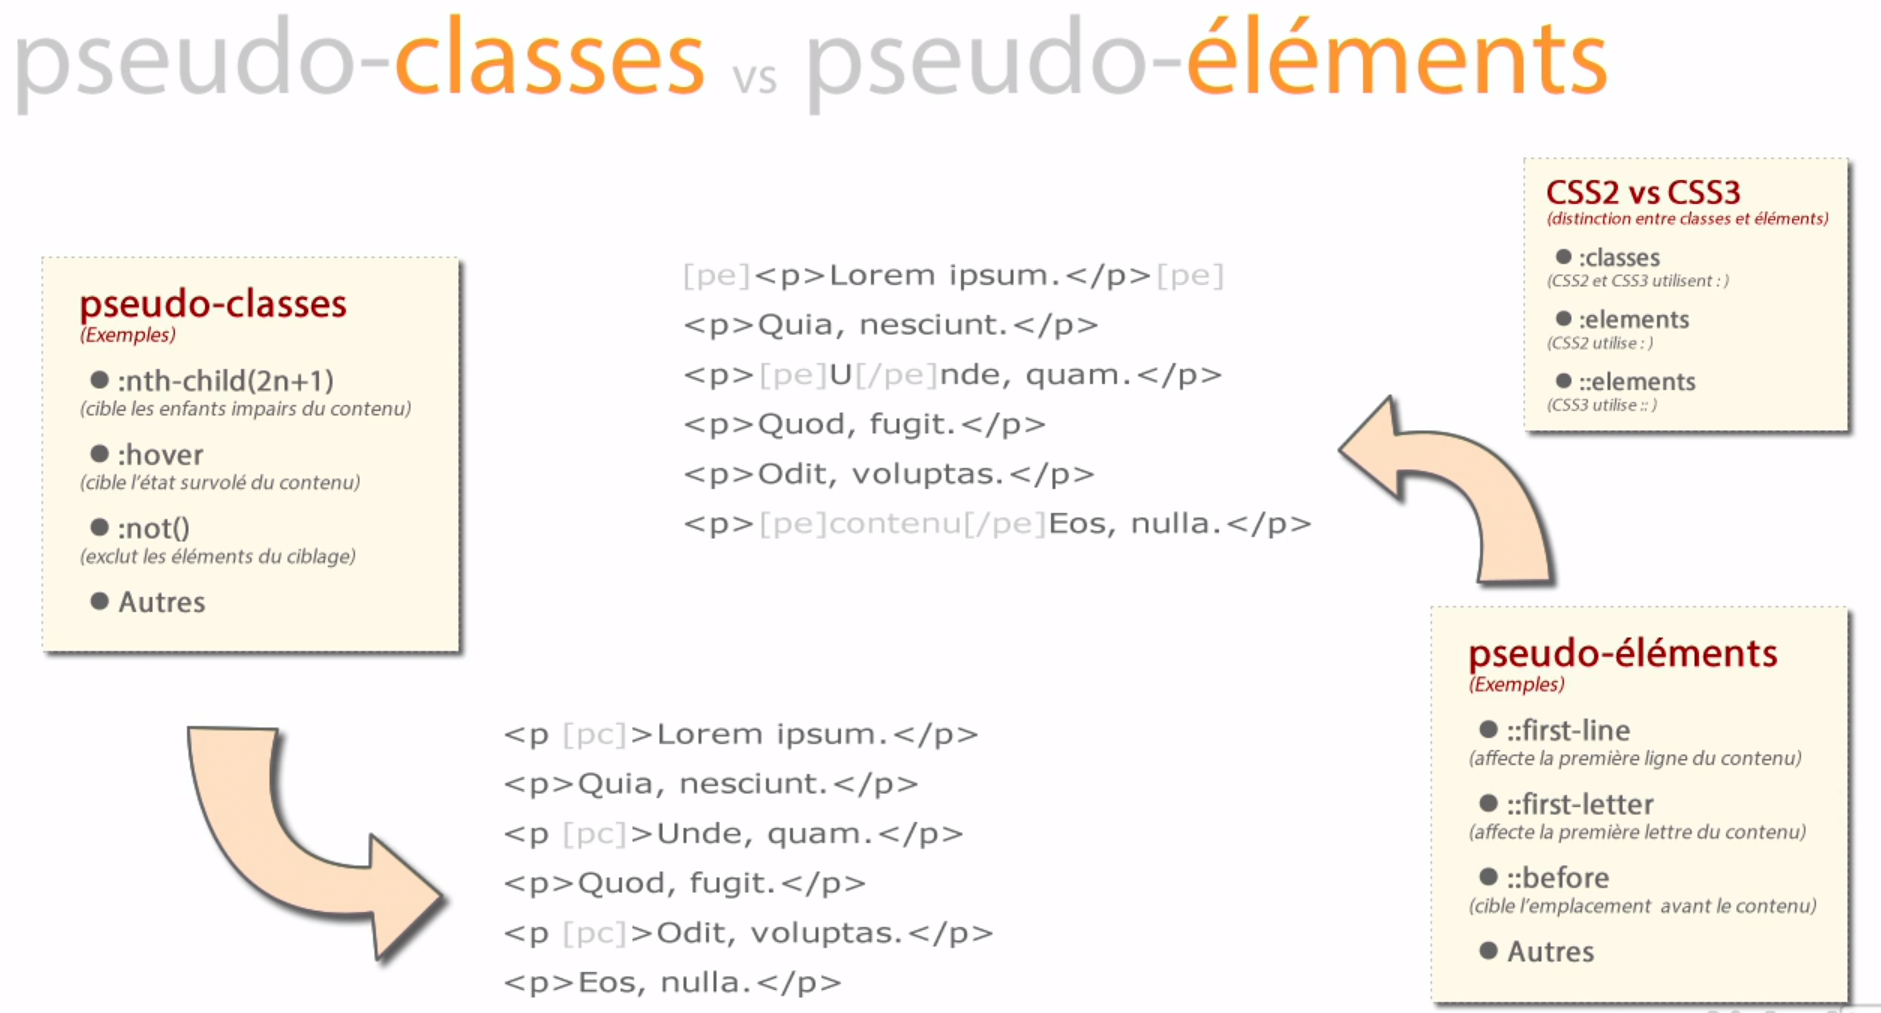 pseudo-classes vs pseudo-éléments
pseudo-classes
(Exemples)
● :nth-child(2n+1)
(cible les enfants impairs du contenu)
● :hover
(cible l'état survolé du contenu)
● :not()
(exclut les éléments du ciblage)
● Autres
[pe]<p>Lorem ipsum.</p>[pe]
<p>Quia, nesciunt.</p>
<p>[pe]U[/pe]nde, quam.</p>
<p>Quod, fugit.</p>
<p>Odit, voluptas.</p>
<p>[pe]contenu[/pe]Eos, nulla.</p>
CSS2 vs CSS3
(distinction entre classes et éléments)
● :classes
(CSS2 et CSS3 utilisent : )
● :elements
(CSS2 utilise : )
● ::elements
(CSS3 utilise :: )
<p [pc]>Lorem ipsum.</p>
<p>Quia, nesciunt.</p>
<p [pc]>Unde, quam.</p>
<p>Quod, fugit.</p>
<p [pc]>Odit, voluptas.</p>
<p>Eos, nulla.</p>
pseudo-éléments
(Exemples)
● ::first-line
(affecte la première ligne du contenu)
● ::first-letter
(affecte la première lettre du contenu)
● ::before
(cible l'emplacement avant le contenu)
● Autres